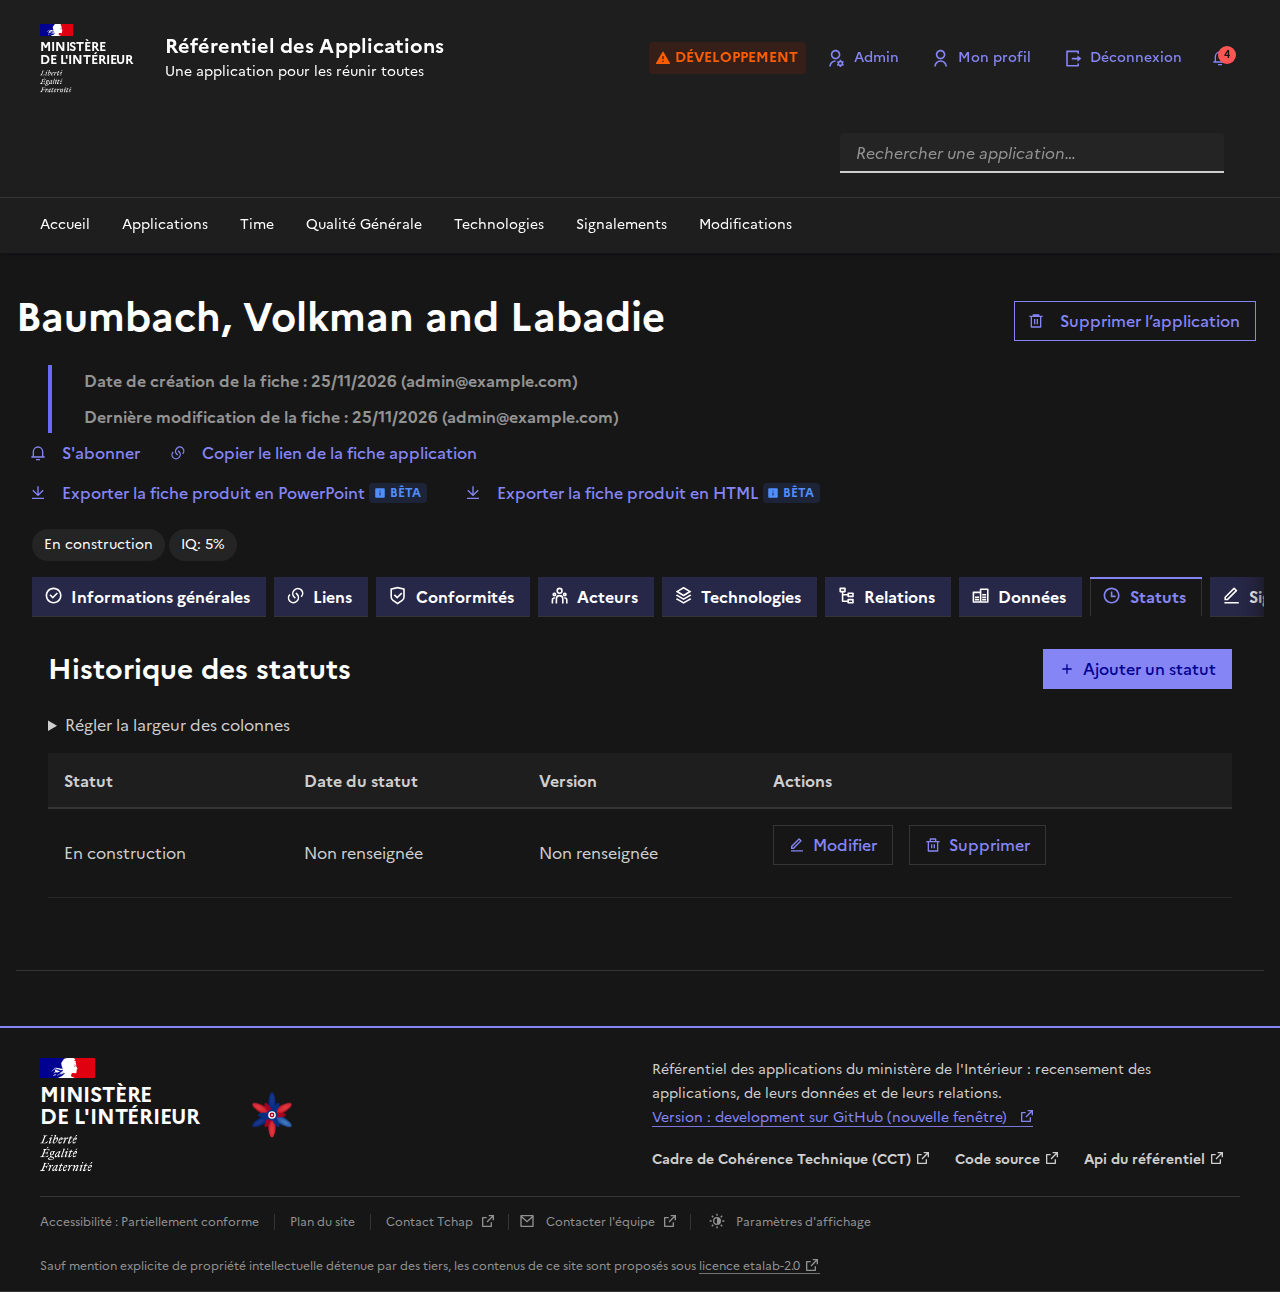 MINISTÈRE
DE L'INTÉRIEUR
Liberté
Égalité
Fraternité
Référentiel des Applications
Une application pour les réunir toutes
DÉVELOPPEMENT
Admin
Mon profil
Déconnexion
4
Rechercher une application…
Accueil
Applications
Time
Qualité Générale
Technologies
Signalements
Modifications
Baumbach, Volkman and Labadie
Supprimer l’application
Date de création de la fiche : 25/11/2026 (admin@example.com)
Dernière modification de la fiche : 25/11/2026 (admin@example.com)
S'abonner
Copier le lien de la fiche application
Exporter la fiche produit en PowerPoint BÊTA
Exporter la fiche produit en HTML BÊTA
En construction
IQ: 5%
Informations générales
Liens
Conformités
Acteurs
Technologies
Relations
Données
Statuts
Historique des statuts
Ajouter un statut
Régler la largeur des colonnes
Statut
Date du statut
Version
Actions
En construction
Non renseignée
Non renseignée
Modifier
Supprimer
MINISTÈRE
DE L'INTÉRIEUR
Liberté
Égalité
Fraternité
Référentiel des applications du ministère de l'Intérieur : recensement des
applications, de leurs données et de leurs relations.
Version : development sur GitHub (nouvelle fenêtre)
Cadre de Cohérence Technique (CCT)
Code source
Api du référentiel
Accessibilité : Partiellement conforme
Plan du site
Contact Tchap
Contacter l'équipe
Paramètres d'affichage
Sauf mention explicite de propriété intellectuelle détenue par des tiers, les contenus de ce site sont proposés sous licence etalab-2.0